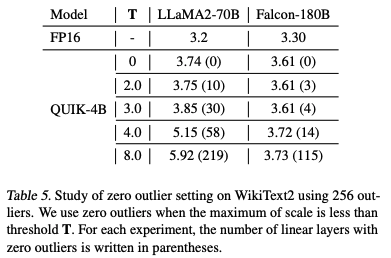 Model | T | LLaMA2-70B | Falcon-180B
FP16 | - | 3.2 | 3.30
0 | 3.74 (0) | 3.61 (0)
2.0 | 3.75 (10) | 3.61 (3)
QUIK-4B | 3.0 | 3.85 (30) | 3.61 (4)
4.0 | 5.15 (58) | 3.72 (14)
8.0 | 5.92 (219) | 3.73 (115)
Table 5. Study of zero outlier setting on WikiText2 using 256 out-
liers. We use zero outliers when the maximum of scale is less than
threshold T. For each experiment, the number of linear layers with
zero outliers is written in parentheses.